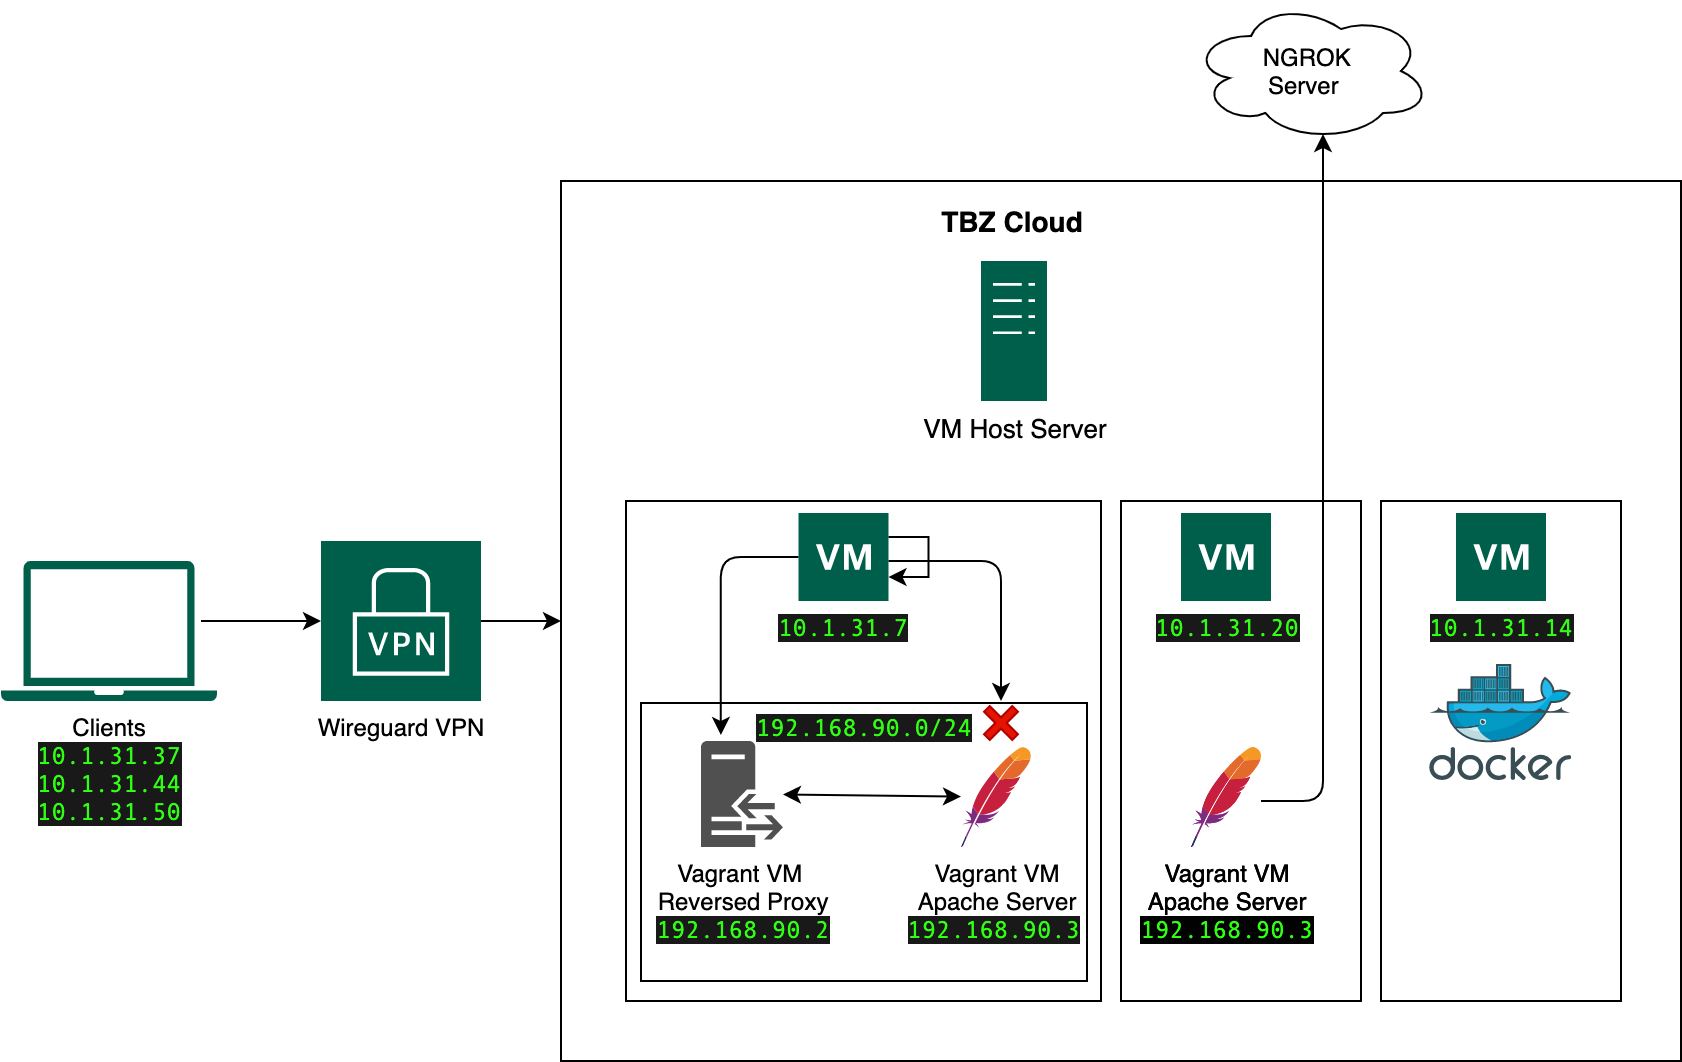 NGROK
Server
TBZ Cloud
VM Host Server
VM
10.1.31.7
VM
10.1.31.20
VM
10.1.31.14
docker
VPN
Clients
10.1.31.37
10.1.31.44
10.1.31.50
Wireguard VPN
192.168.90.0/24
Vagrant VM
Reversed Proxy
192.168.90.2
Vagrant VM
Apache Server
192.168.90.3
Vagrant VM
Apache Server
192.168.90.3